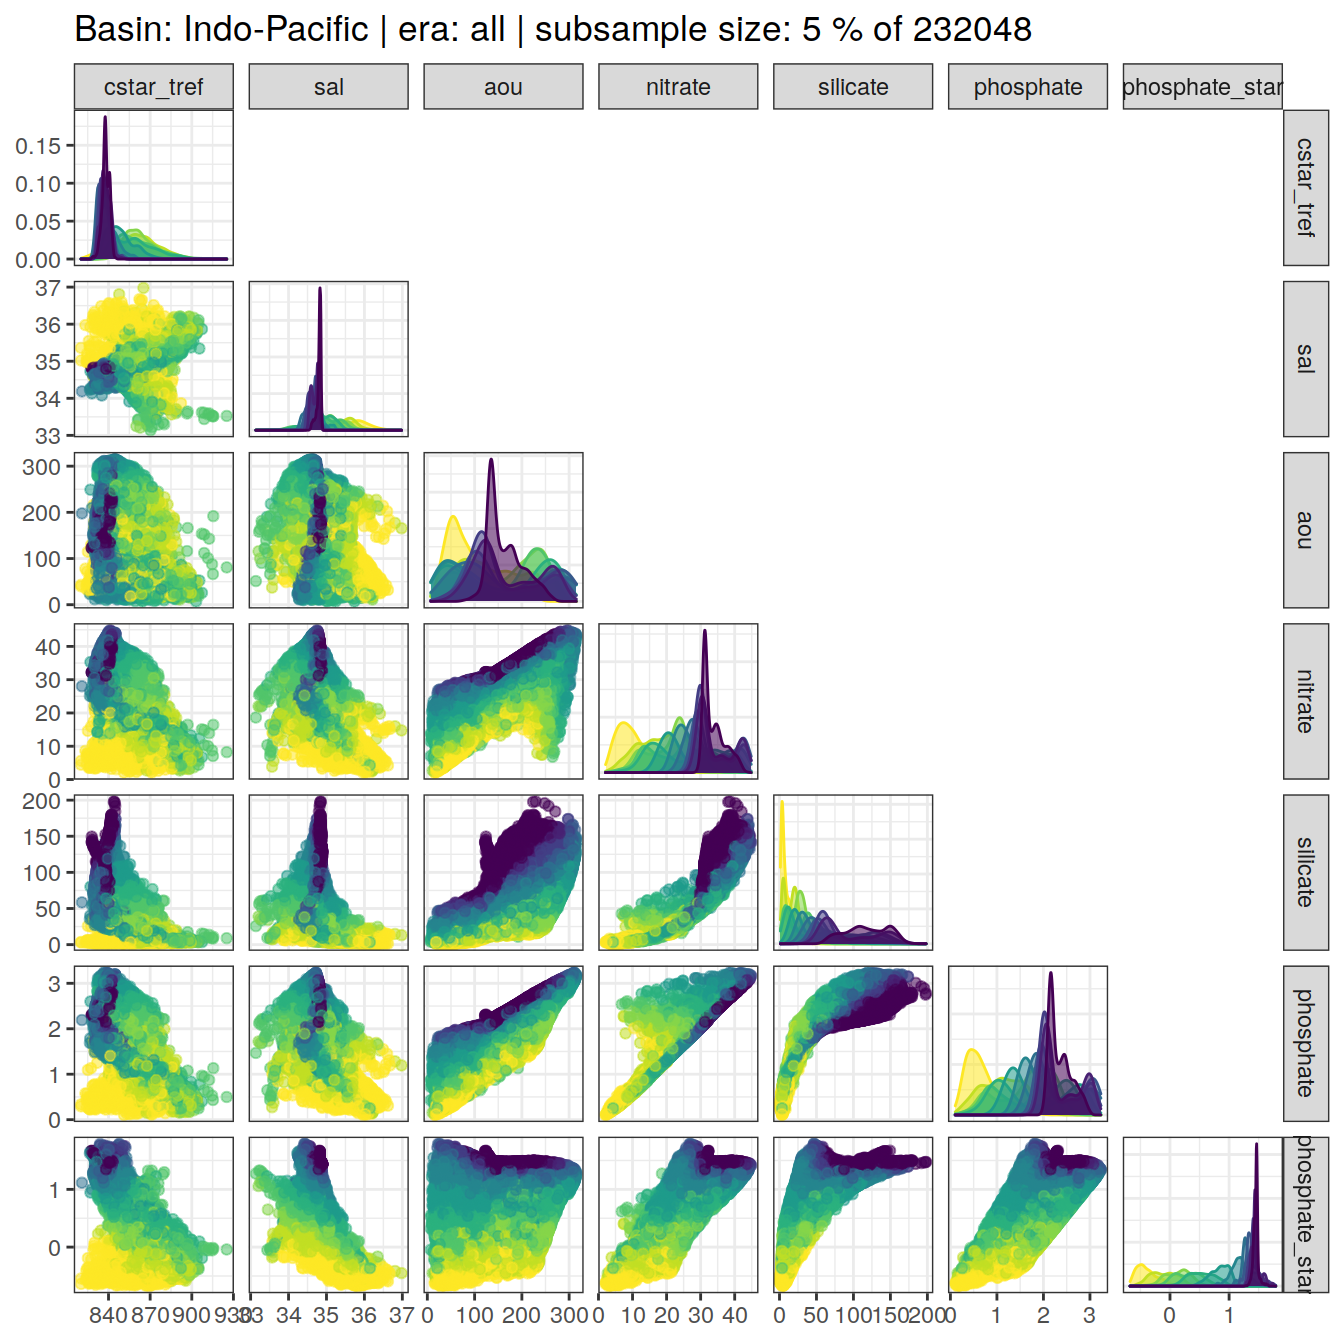 Basin: Indo-Pacific | era: all | subsample size: 5 % of 232048
cstar_tref sal aou nitrate silicate phosphate phosphate_star
0.15
0.10
0.05
0.00
cstar_tref
37
36
35
34
33
sal
300
200
100
0
aou
40
30
20
10
0
nitrate
200
150
100
50
0
silicate
3
2
1
0
phosphate
1
0
phosphate_star
840 870 900 930 33 34 35 36 37 0 100 200 300 0 10 20 30 40 0 50 100 150 200 0 1 2 3 0 1